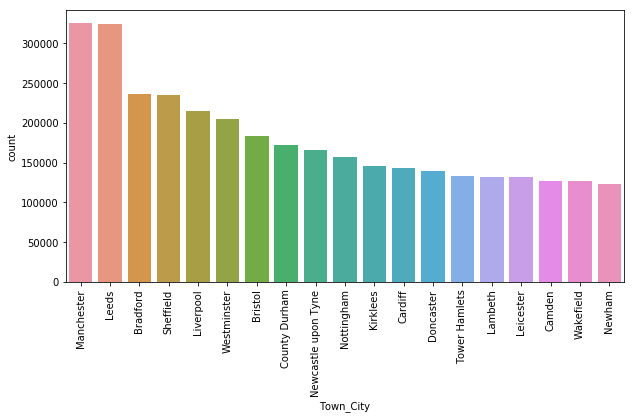 300000
250000
200000
150000
100000
50000
0
count
Manchester
Leeds
Bradford
Sheffield
Liverpool
Westminster
Bristol
County Durham
Newcastle upon Tyne
Nottingham
Kirklees
Cardiff
Doncaster
Tower Hamlets
Lambeth
Leicester
Camden
Wakefield
Newham
Town_City